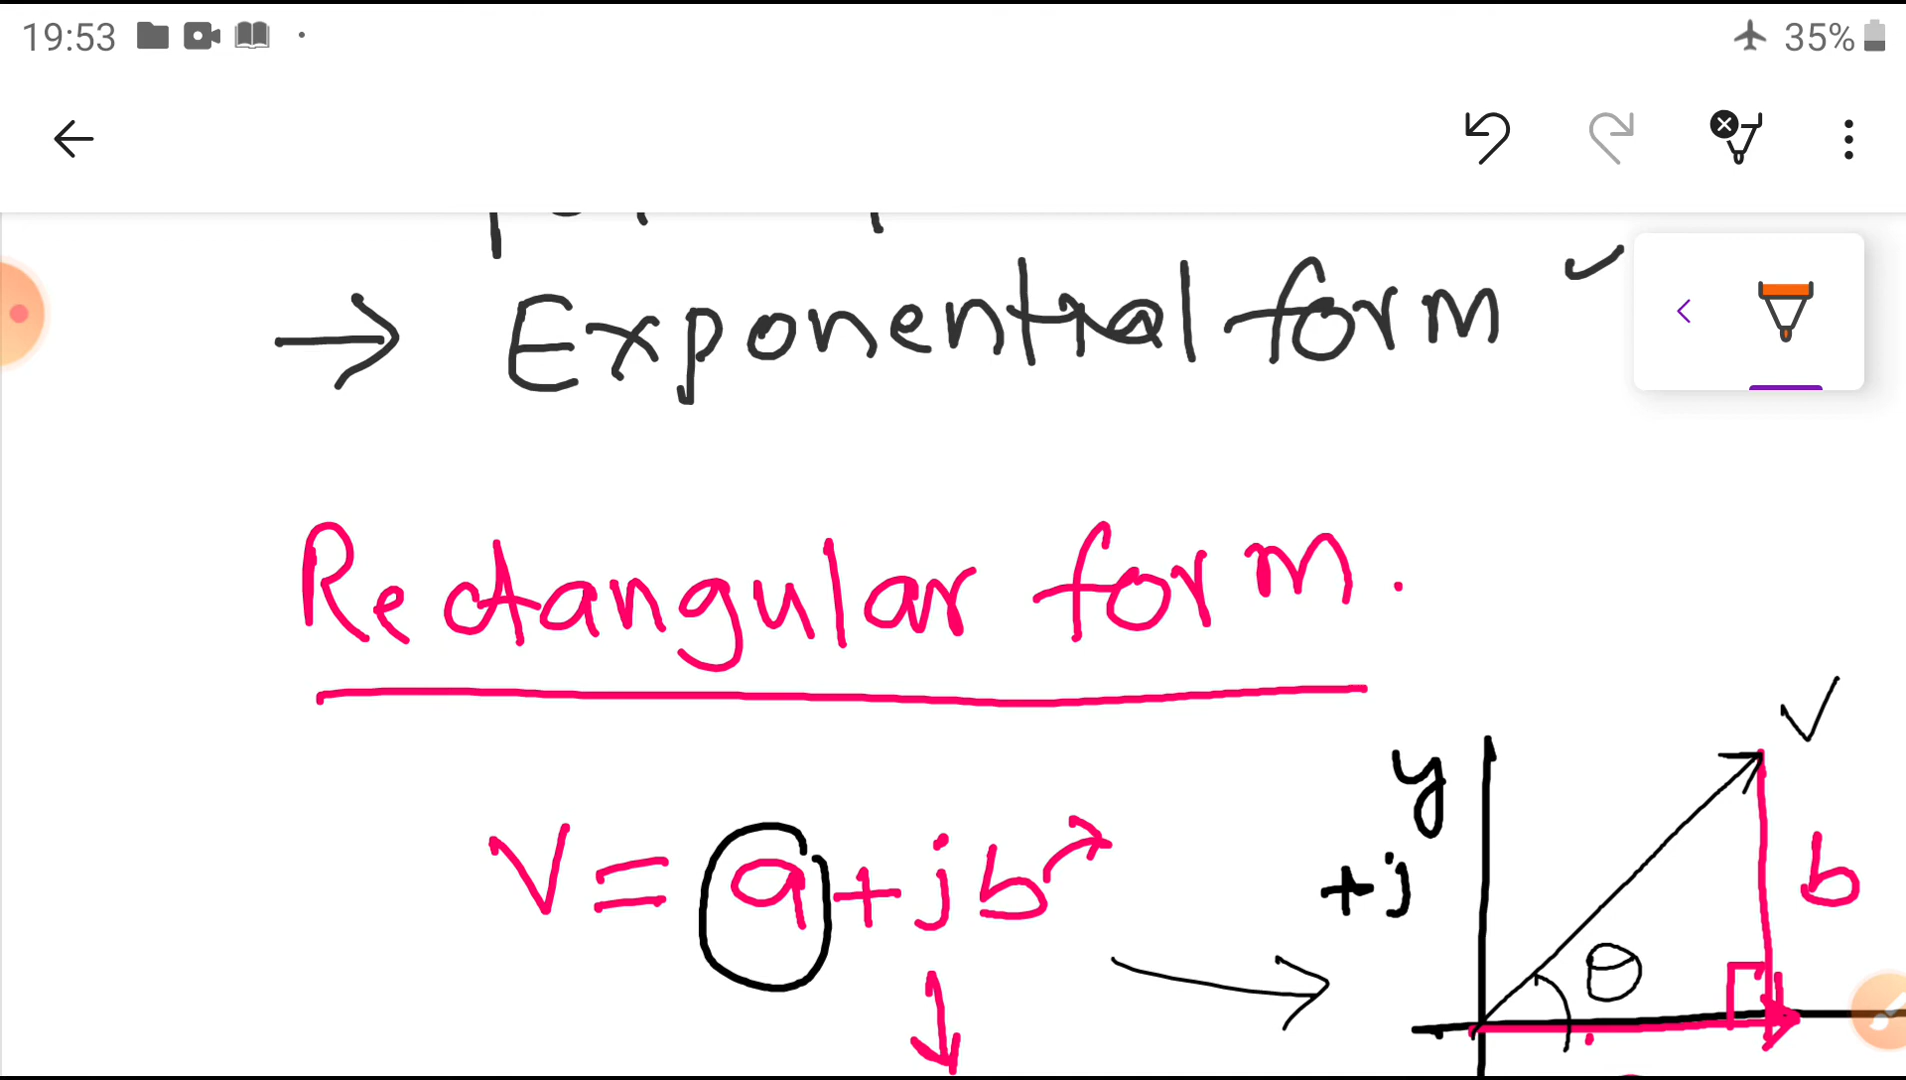 19:53 35%
→ Exponential form ✓
Rectangular form.
V = a + jb
y
+j
V
b
θ